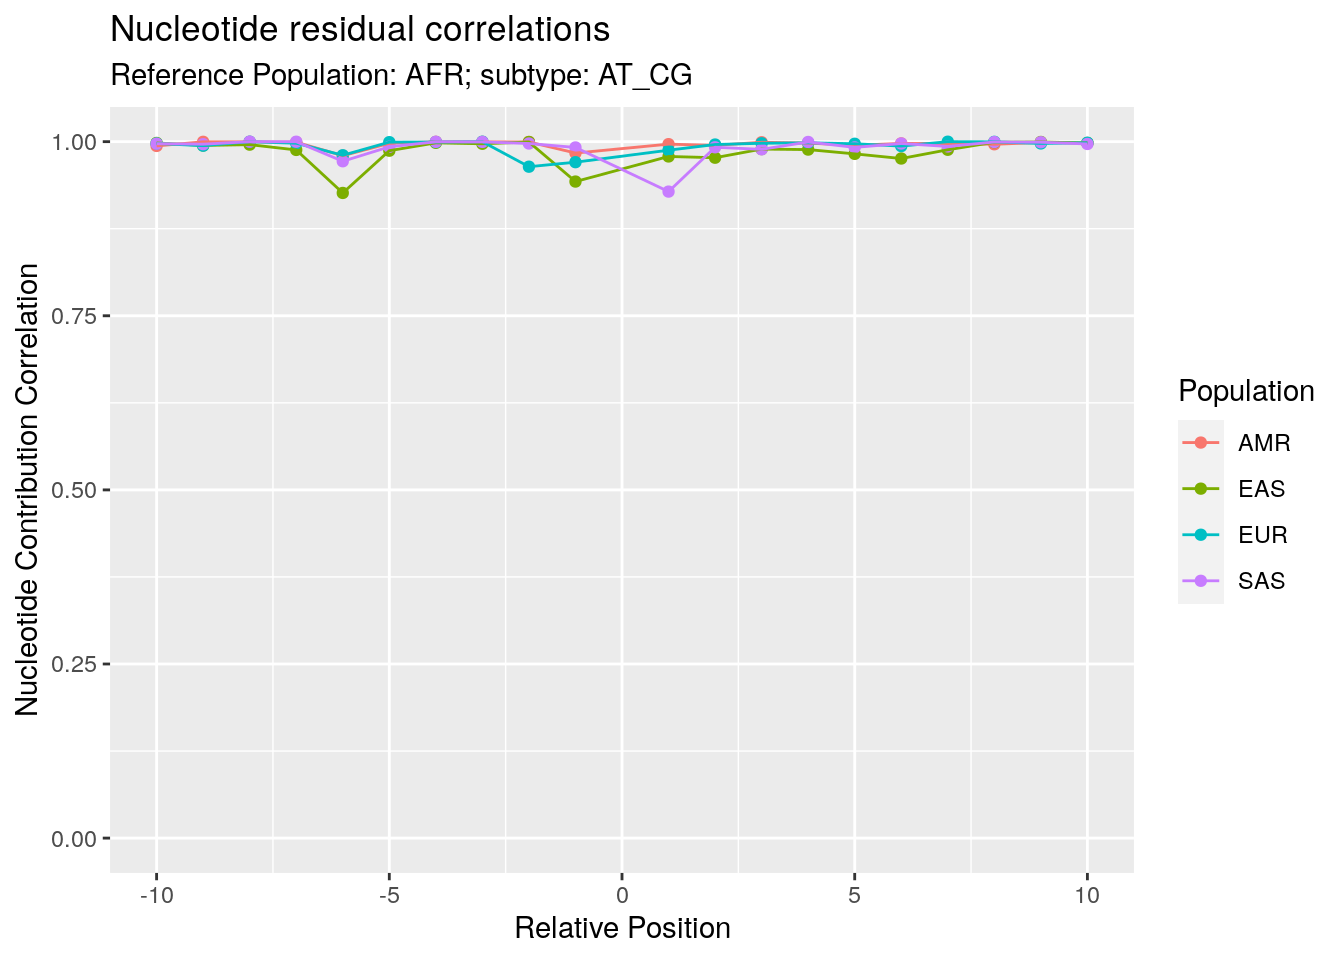 Nucleotide residual correlations
Reference Population: AFR; subtype: AT_CG
1.00
0.75
0.50
0.25
0.00
Nucleotide Contribution Correlation
-10
-5
0
5
10
Relative Position
Population
AMR
EAS
EUR
SAS